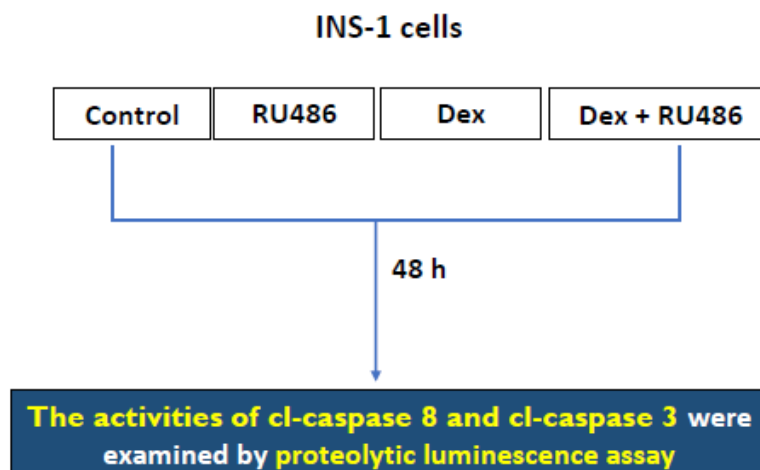 INS-1 cells
Control RU486 Dex Dex + RU486
48 h
The activities of cl-caspase 8 and cl-caspase 3 were
examined by proteolytic luminescence assay